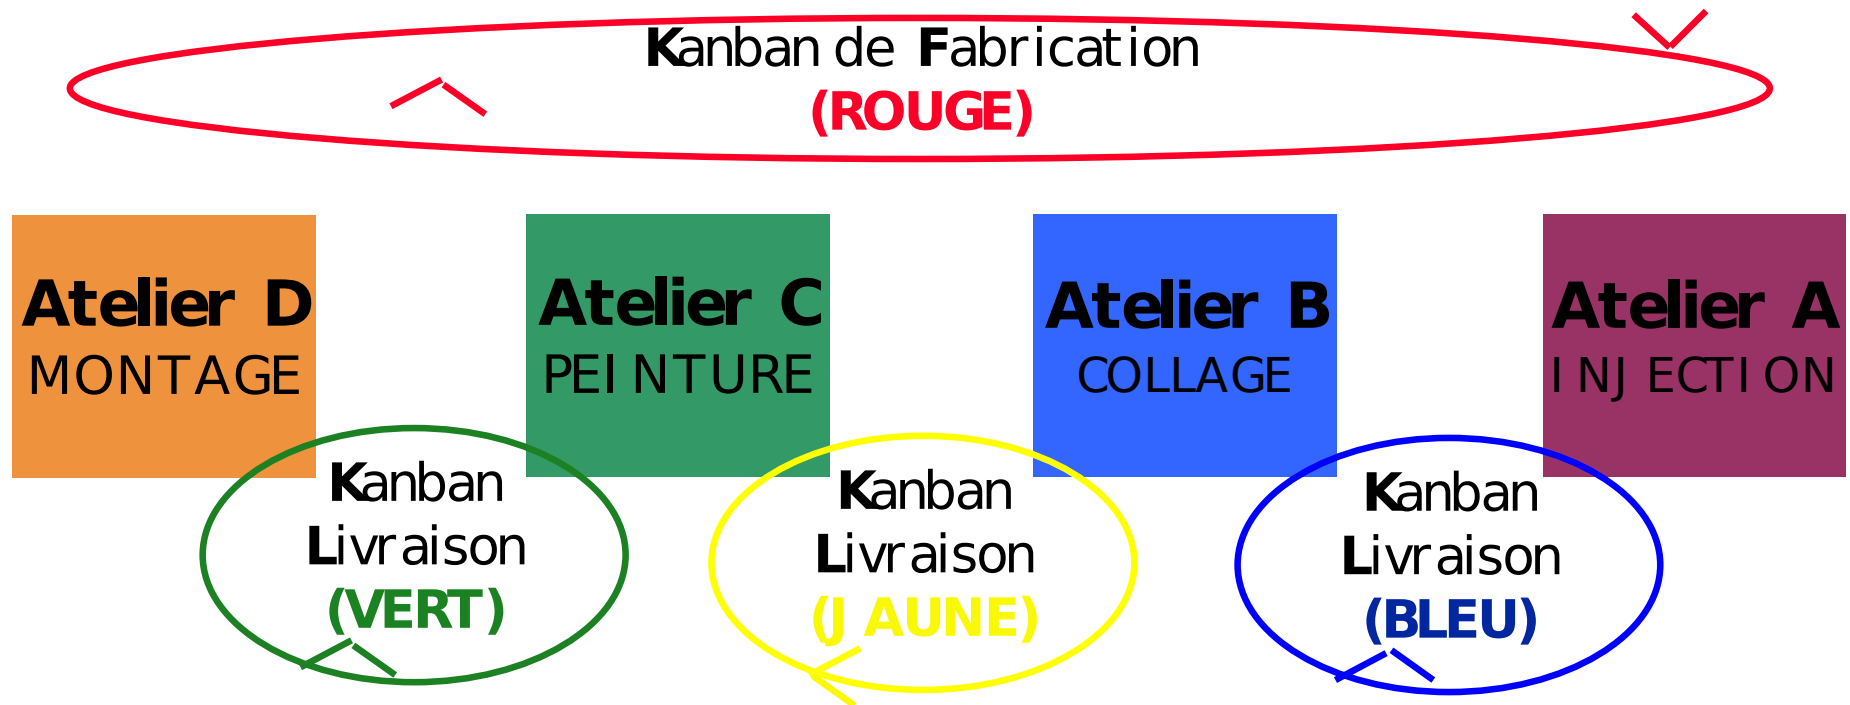 Kanban de Fabrication
(ROUGE)
Atelier D
MONTAGE
Atelier C
PEINTURE
Atelier B
COLLAGE
Atelier A
INJECTION
Kanban
Livraison
(VERT)
Kanban
Livraison
(JAUNE)
Kanban
Livraison
(BLEU)